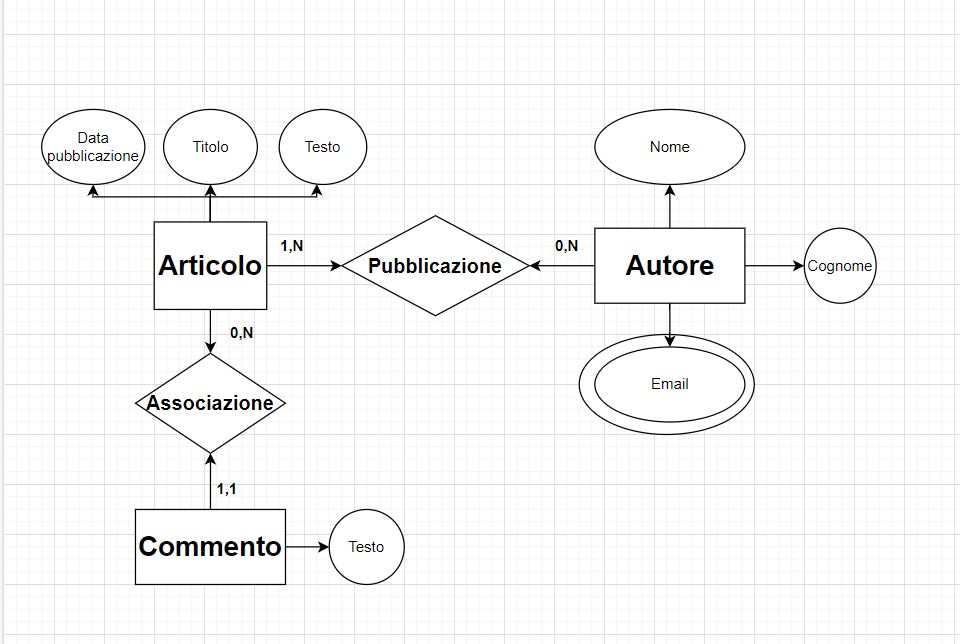 Data
pubblicazione
Titolo
Testo
Nome
Articolo
1,N
Pubblicazione
0,N
Autore
Cognome
0,N
Email
Associazione
1,1
Commento
Testo